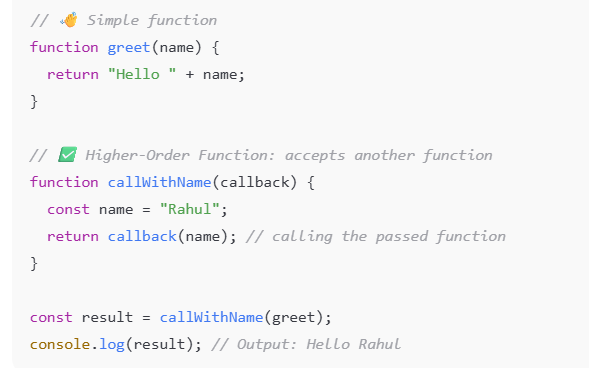 // 👋 Simple function
function greet(name) {
  return "Hello " + name;
}

// ✅ Higher-Order Function: accepts another function
function callWithName(callback) {
  const name = "Rahul";
  return callback(name); // calling the passed function
}

const result = callWithName(greet);
console.log(result); // Output: Hello Rahul